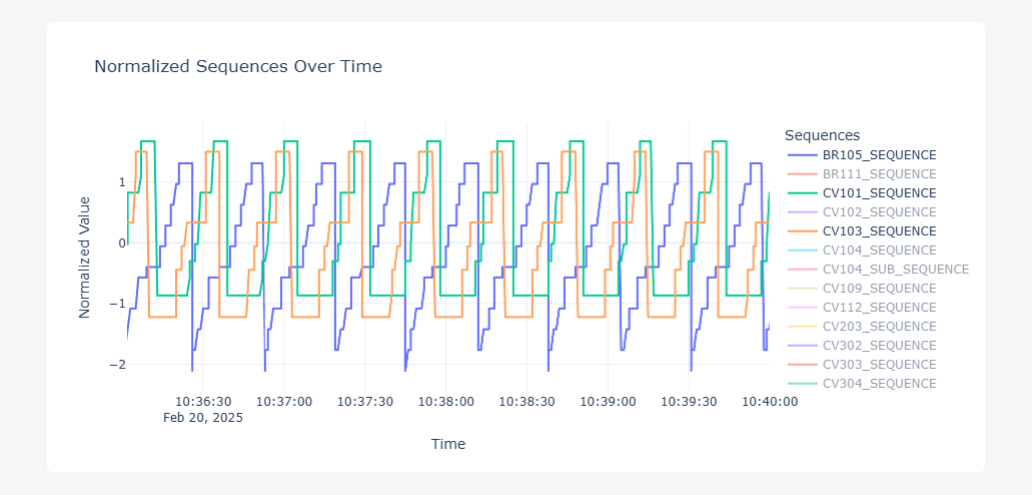 Normalized Sequences Over Time
Sequences
BR105_SEQUENCE
BR111_SEQUENCE
CV101_SEQUENCE
CV102_SEQUENCE
CV103_SEQUENCE
CV104_SEQUENCE
CV104_SUB_SEQUENCE
CV109_SEQUENCE
CV112_SEQUENCE
CV203_SEQUENCE
CV302_SEQUENCE
CV303_SEQUENCE
CV304_SEQUENCE
Normalized Value
1
0
−1
−2
10:36:30 10:37:00 10:37:30 10:38:00 10:38:30 10:39:00 10:39:30 10:40:00
Feb 20, 2025
Time